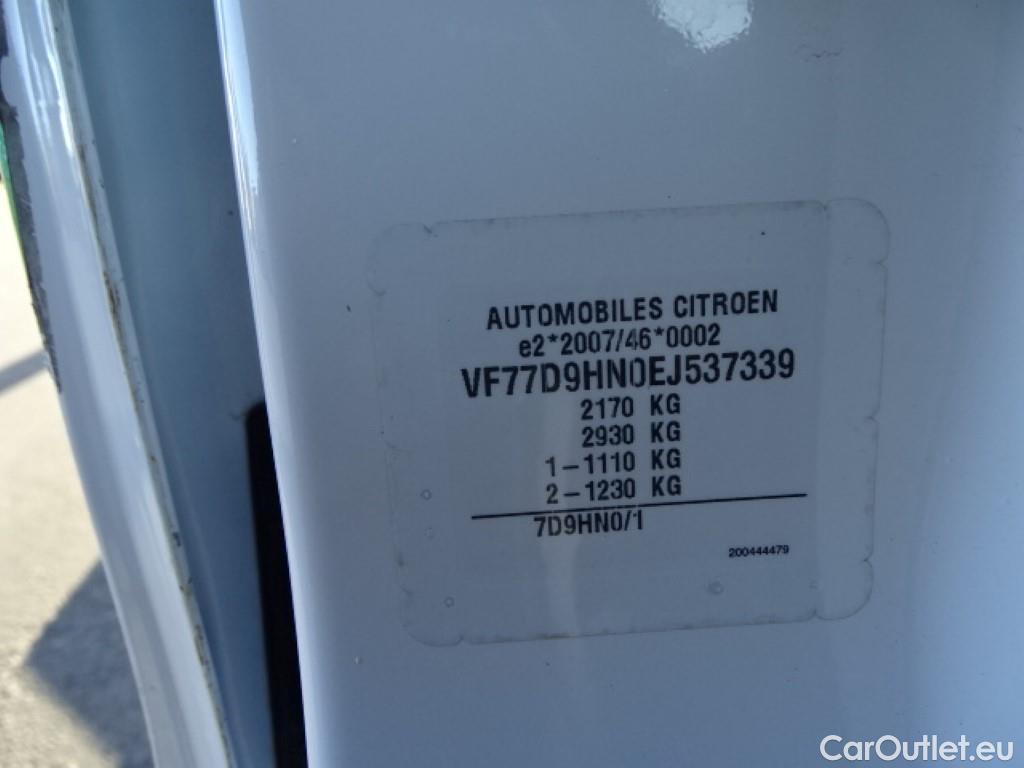 AUTOMOBILES CITROEN
e2*2007/46*0002
VF77D9HN0EJ537339
2170 KG
2930 KG
1-1110 KG
2-1230 KG
7D9HN0/1
200444479
CarOutlet.eu